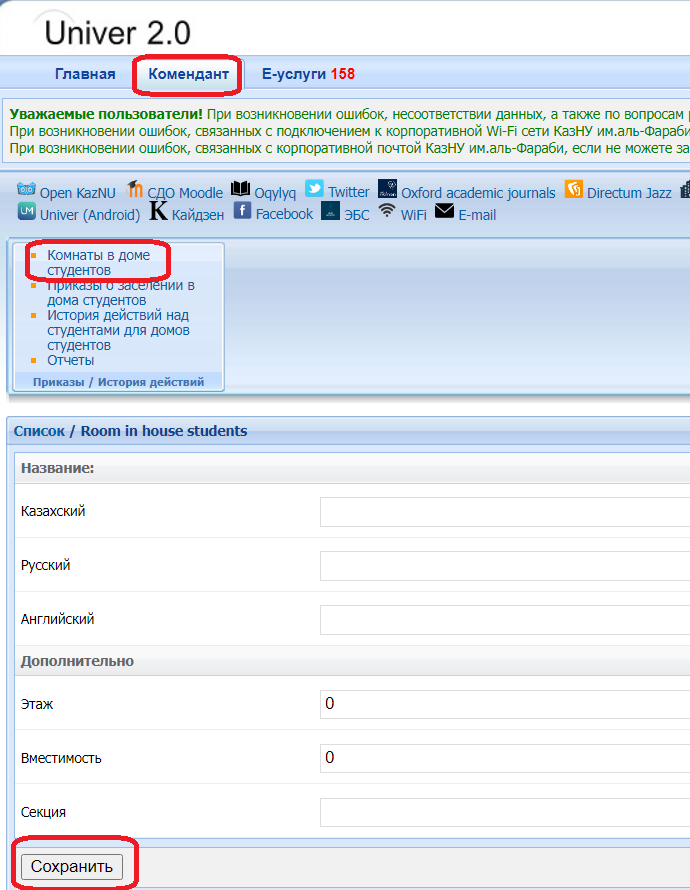 Univer 2.0
Главная Комендант Е-услуги 158
Уважаемые пользователи! При возникновении ошибок, несоответствии данных, а также по вопросам
При возникновении ошибок, связанных с подключением к корпоративной Wi-Fi сети КазНУ им.аль-Фараби
При возникновении ошибок, связанных с корпоративной почтой КазНУ им.аль-Фараби, если не можете за
Open KazNU СДО Moodle Oqylyq Twitter Oxford academic journals Directum Jazz
Univer (Android) Кайдзен Facebook ЭБС WiFi E-mail
Комнаты в доме
студентов
Приказы о заселении в
дома студентов
История действий над
студентами для домов
студентов
Отчеты
Приказы / История действий
Список / Room in house students
Название:
Казахский
Русский
Английский
Дополнительно
Этаж 0
Вместимость 0
Секция
Сохранить